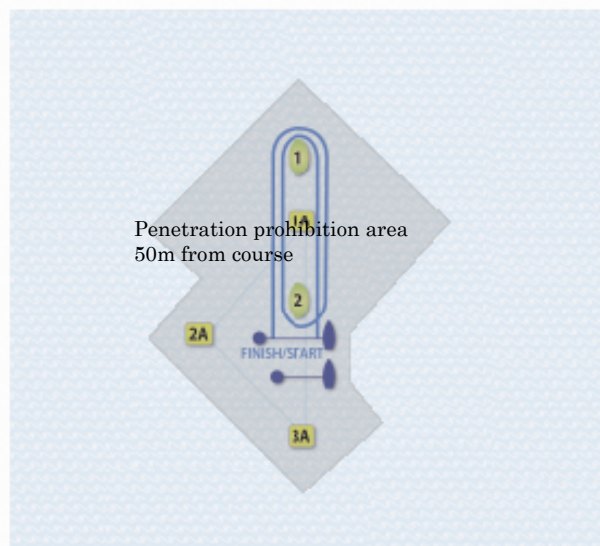 1
1A
Penetration prohibition area
50m from course
2
2A
FINISH/START
3A